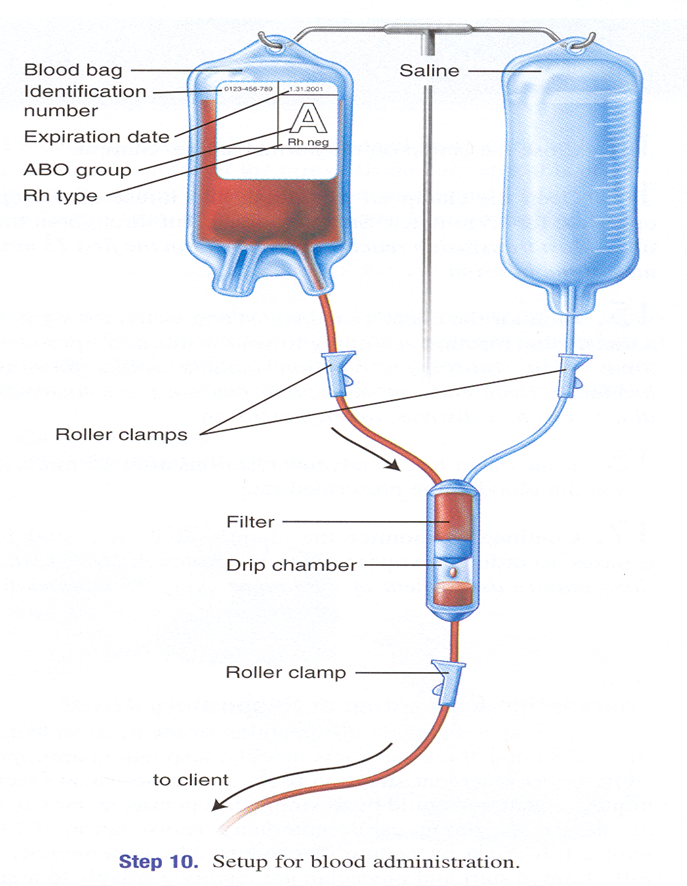 Blood bag
Saline
Identification
number
0123-456-789
1.31.2001
Expiration date
A
Rh neg
ABO group
Rh type
Roller clamps
Filter
Drip chamber
Roller clamp
to client
Step 10. Setup for blood administration.